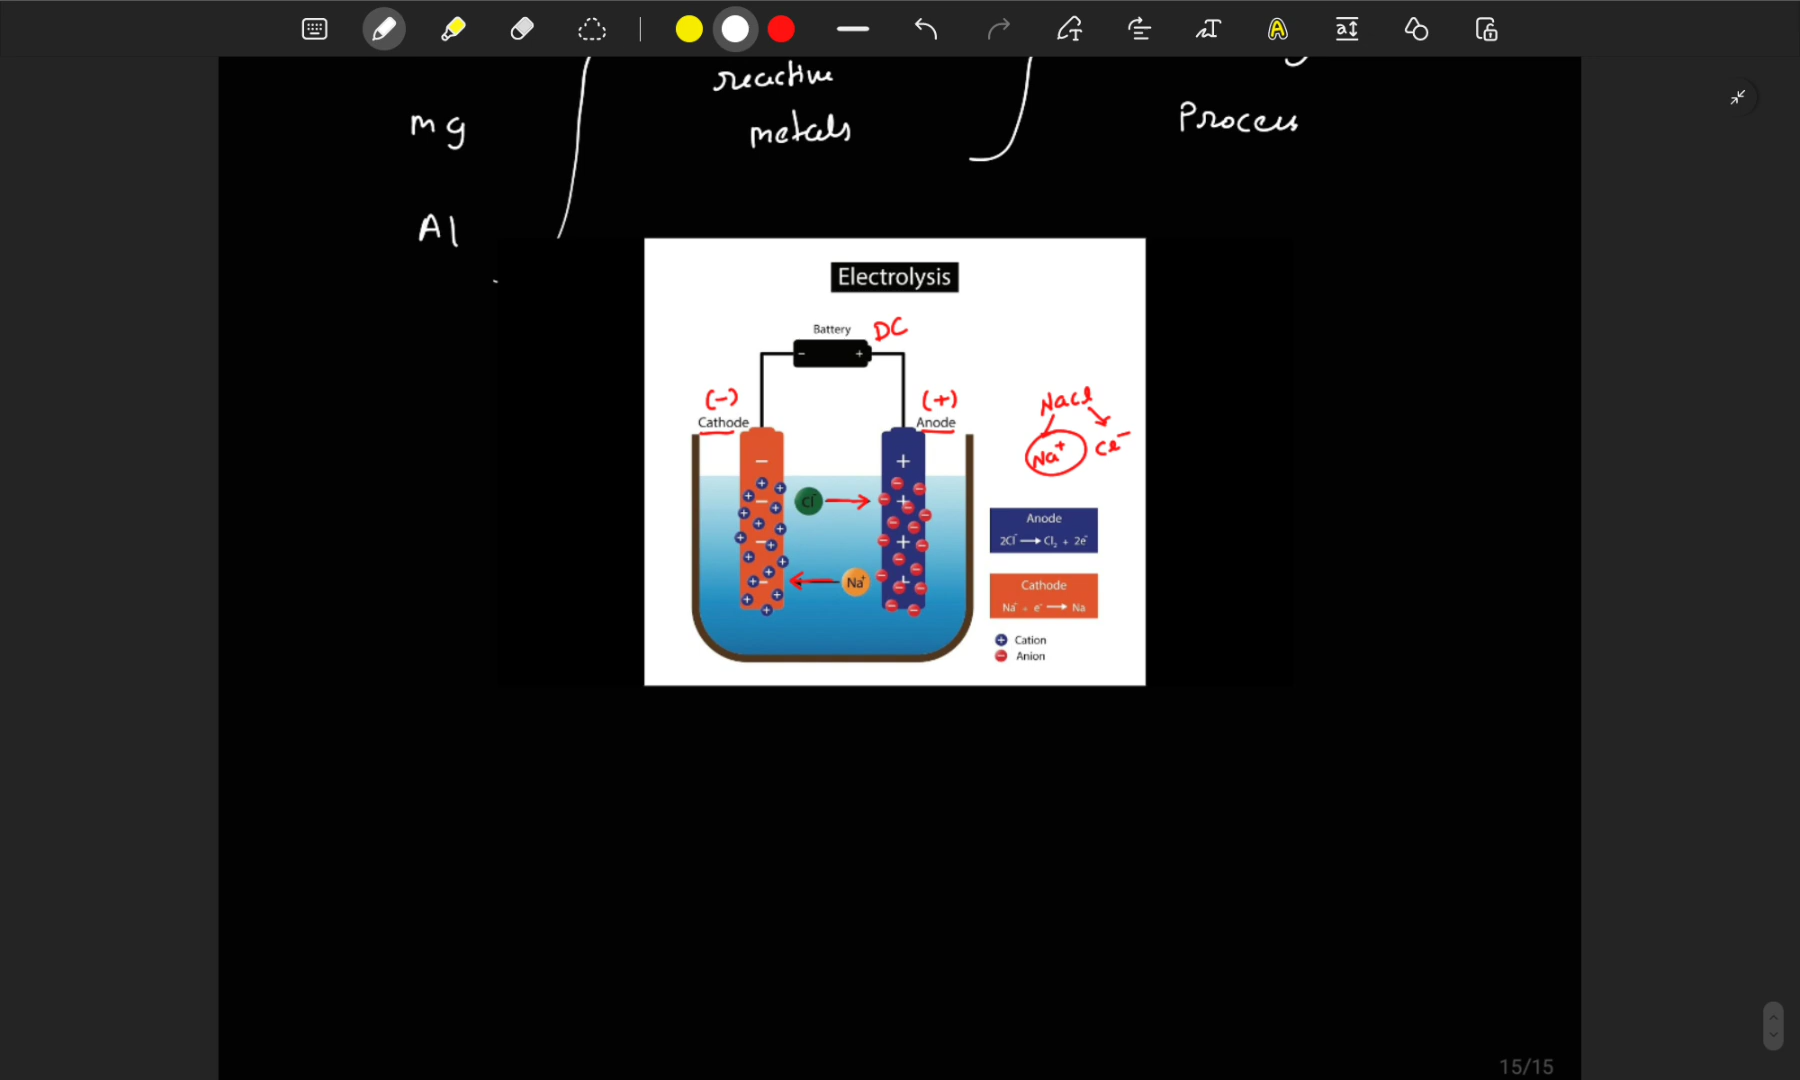 reactive
metals
Process
mg
Al
Electrolysis
Battery
DC
- +
(-)
Cathode
(+)
Anode
NaCl
Na⁺ Cl⁻
Cl⁻
Na⁺
Anode
2Cl⁻ → Cl₂ + 2e⁻
Cathode
Na⁺ + e⁻ → Na
Cation
Anion
15/15